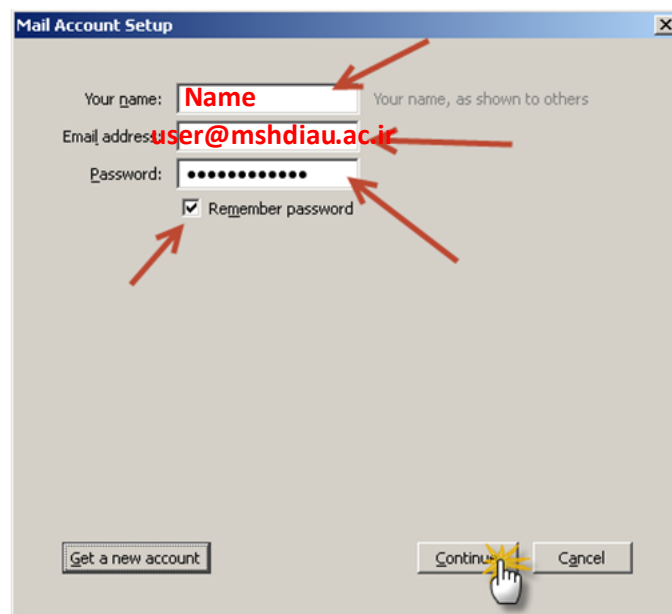 Mail Account Setup
Your name: Name Your name, as shown to others
Email address: user@mshdiau.ac.ir
Password: ••••••••••••
Remember password
Get a new account Continue Cancel